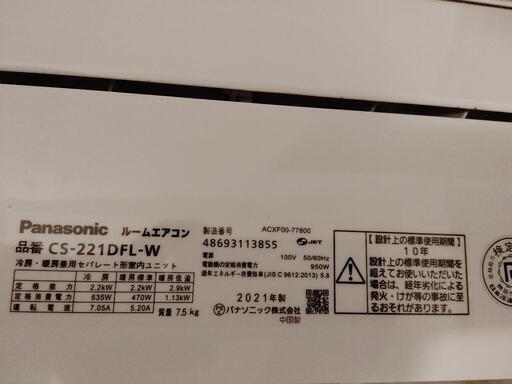 Panasonic ルームエアコン
品番 CS-221DFL-W
冷房・暖房兼用セパレート形室内ユニット
冷房 暖房標準 暖房低温
定格能力 2.2kW 2.2kW 2.9kW
定格消費電力 635W 470W 1.13kW
運転電流 7.05A 5.20A
質量 7.5kg
製造番号 ACXF00-77800
48693113855 JET
電源 100V 50/60Hz
電動機の定格消費電力 950W
通年エネルギー消費効率(JIS C 9612:2013) 5.8
2021年製
パナソニック株式会社
中国製
【設計上の標準使用期間】
10年
設計上の標準使用期間を
超えてお使いいただいた
場合は、経年劣化による
発火・けが等の事故に至
るおそれがあります。